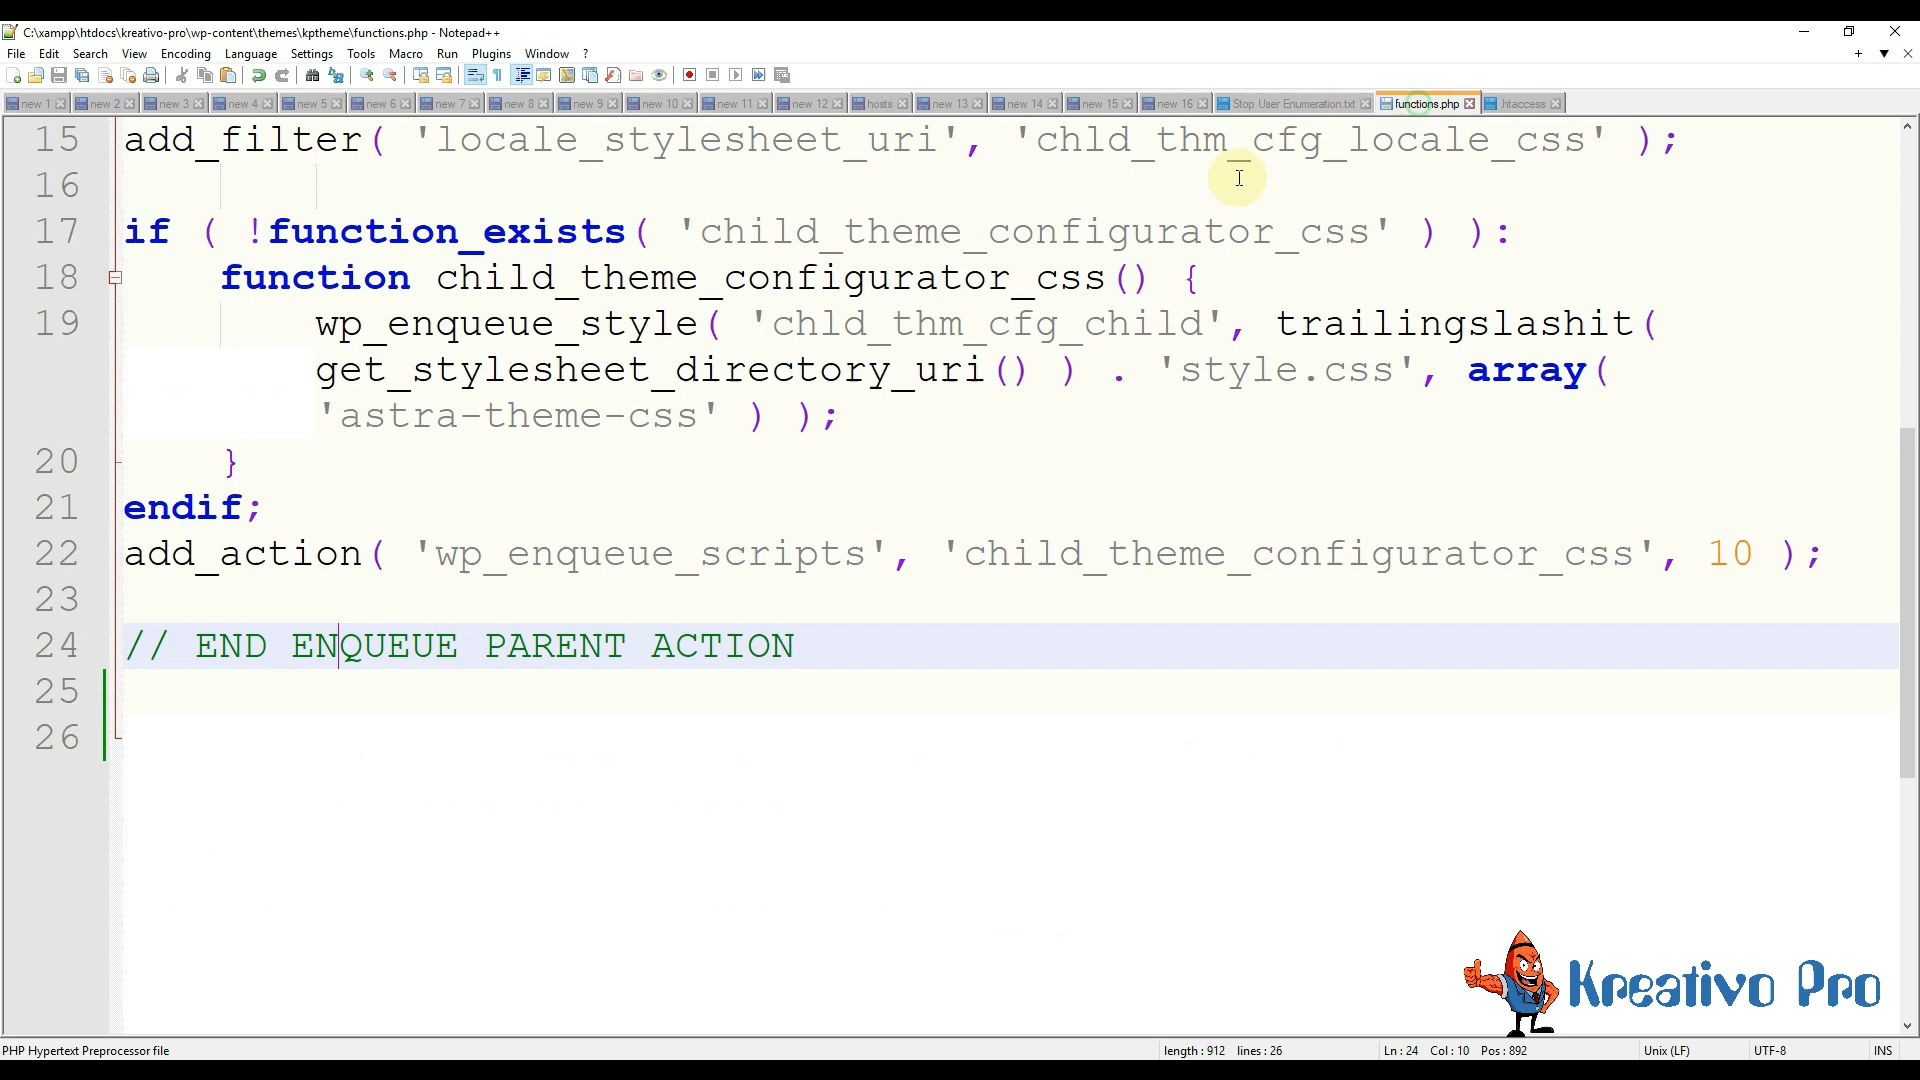 C:\xampp\htdocs\kreativo-pro\wp-content\themes\kptheme\functions.php - Notepad++
File Edit Search View Encoding Language Settings Tools Macro Run Plugins Window ?
new 1 new 2 new 3 new 4 new 5 new 6 new 7 new 8 new 9 new 10 new 11 new 12 hosts new 13 new 14 new 15 new 16 Stop User Enumeration.txt functions.php .htaccess
15 add_filter( 'locale_stylesheet_uri', 'chld_thm_cfg_locale_css' );
16
17 if ( !function_exists( 'child_theme_configurator_css' ) ):
18 function child_theme_configurator_css() {
19 wp_enqueue_style( 'chld_thm_cfg_child', trailingslashit(
get_stylesheet_directory_uri() ) . 'style.css', array(
'astra-theme-css' ) );
20 }
21 endif;
22 add_action( 'wp_enqueue_scripts', 'child_theme_configurator_css', 10 );
23
24 // END ENQUEUE PARENT ACTION
25
26
Kreativo Pro
PHP Hypertext Preprocessor file length : 912 lines : 26 Ln : 24 Col : 10 Pos : 892 Unix (LF) UTF-8 INS